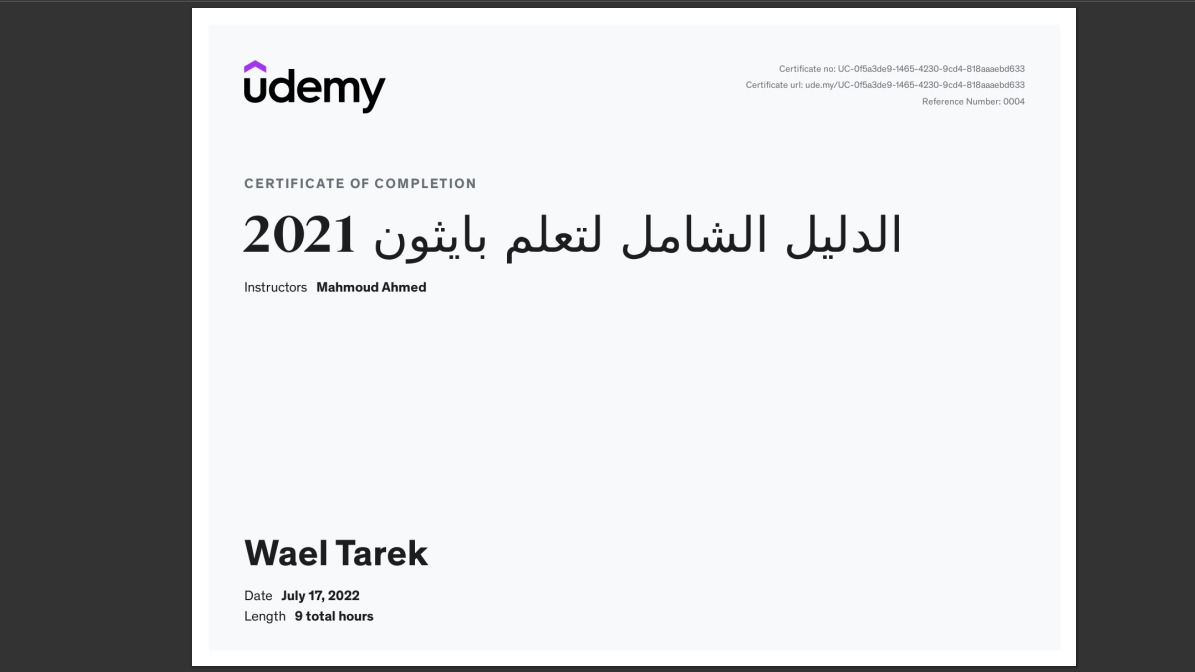 udemy
Certificate no: UC-0f5a3de9-1465-4230-9cd4-818aaaebd633
Certificate url: ude.my/UC-0f5a3de9-1465-4230-9cd4-818aaaebd633
Reference Number: 0004
CERTIFICATE OF COMPLETION
الدليل الشامل لتعلم بايثون 2021
Instructors Mahmoud Ahmed
Wael Tarek
Date July 17, 2022
Length 9 total hours